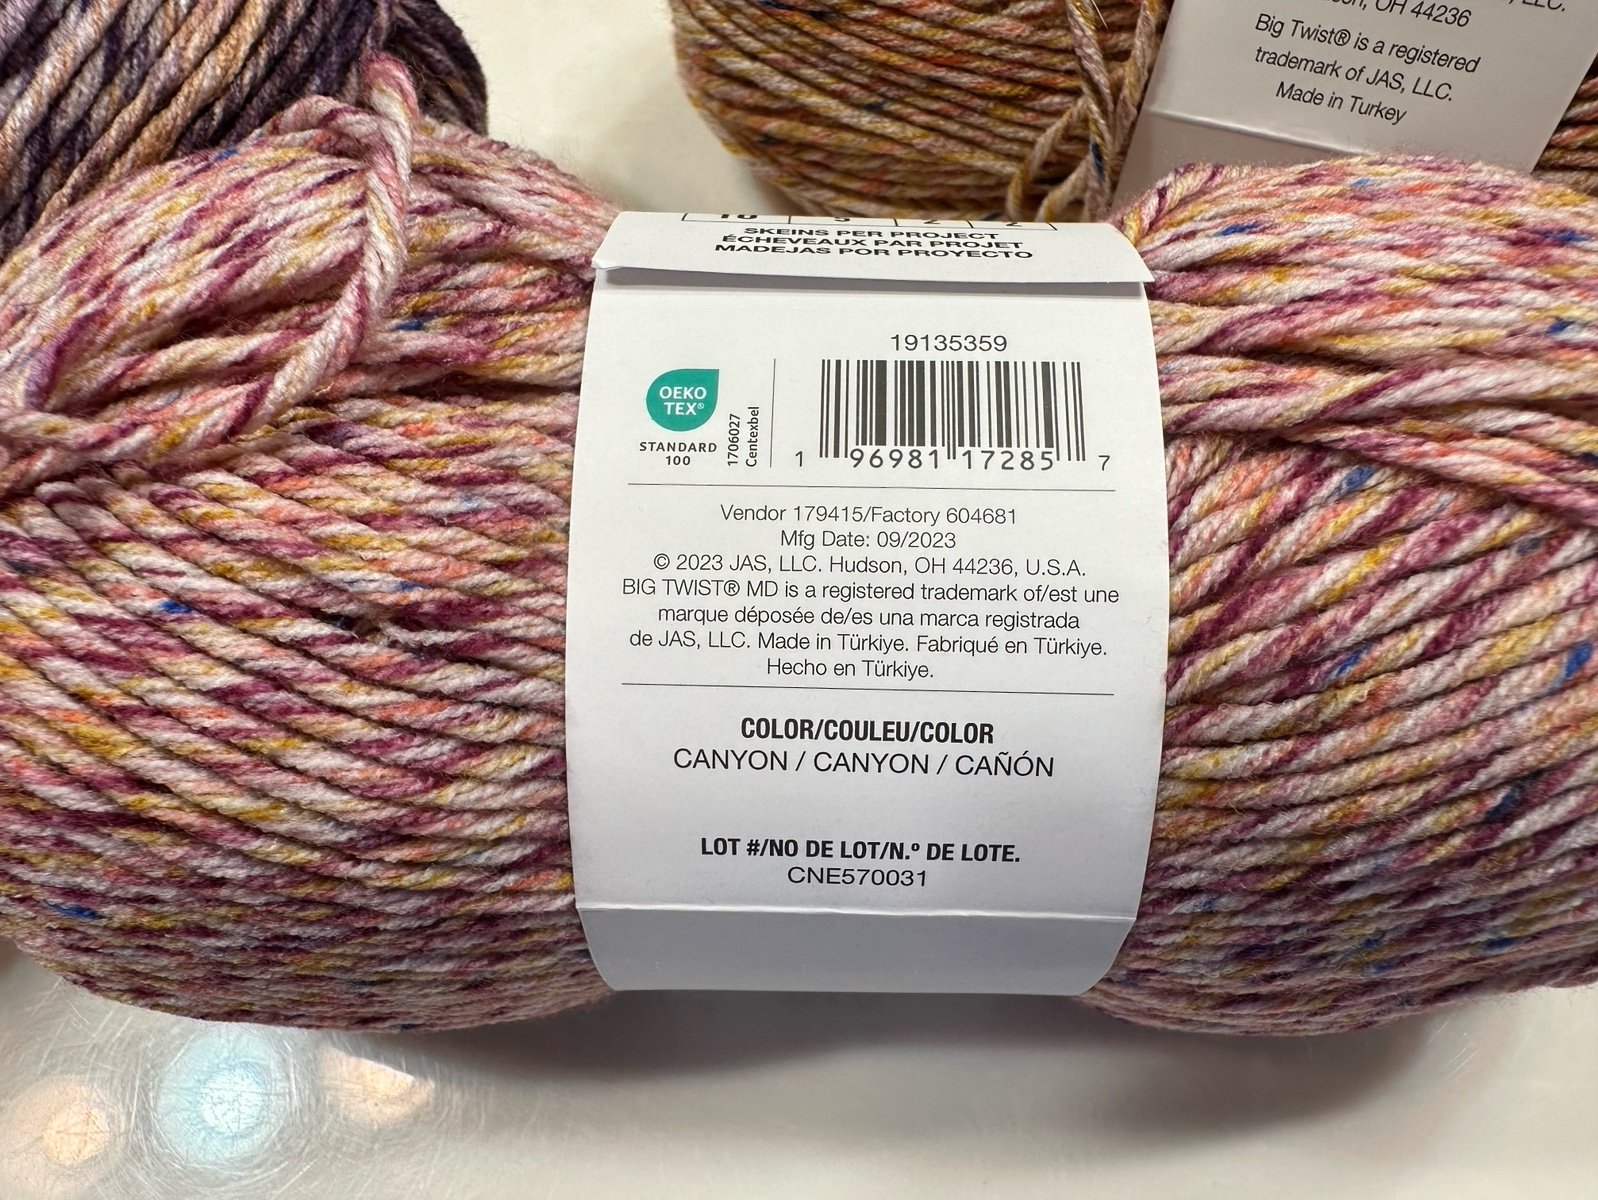 OH 44236
Big Twist® is a registered
trademark of JAS, LLC.
Made in Turkey
SKEINS PER PROJECT
ÉCHEVEAUX PAR PROJET
MADEJAS POR PROYECTO
19135359
OEKO
TEX®
STANDARD
100
1706027
Centexbel
1 96981 17285 7
Vendor 179415/Factory 604681
Mfg Date: 09/2023
© 2023 JAS, LLC. Hudson, OH 44236, U.S.A.
BIG TWIST® MD is a registered trademark of/est une
marque déposée de/es una marca registrada
de JAS, LLC. Made in Türkiye. Fabriqué en Türkiye.
Hecho en Türkiye.
COLOR/COULEU/COLOR
CANYON / CANYON / CAÑÓN
LOT #/NO DE LOT/N.º DE LOTE.
CNE570031